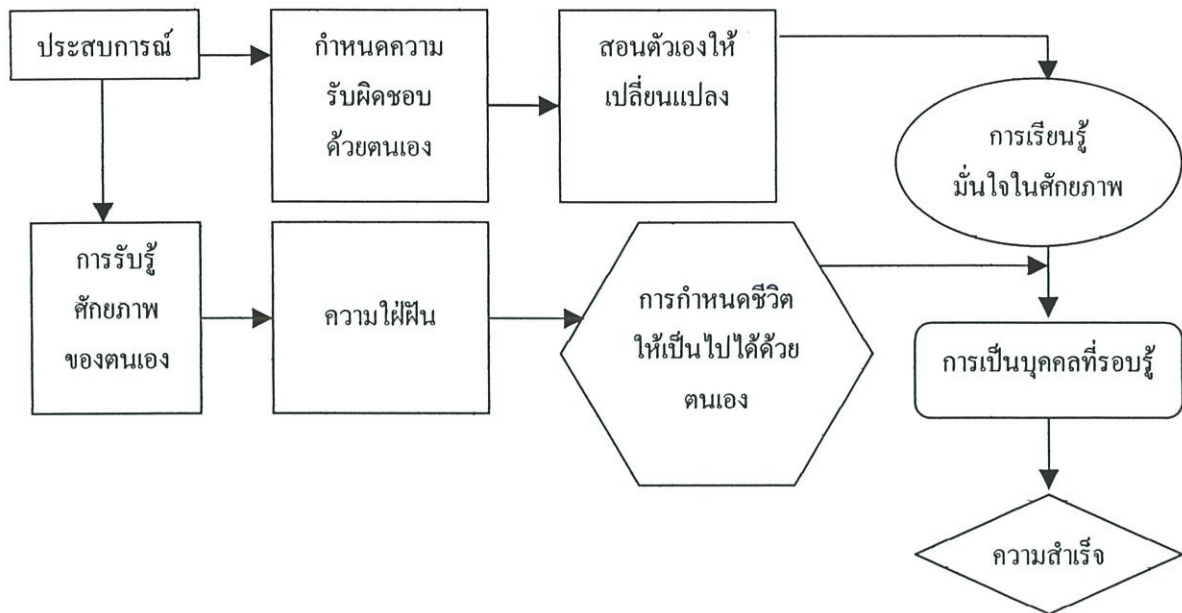 ประสบการณ์
กำหนดความ
รับผิดชอบ
ด้วยตนเอง
สอนตัวเองให้
เปลี่ยนแปลง
การเรียนรู้
มั่นใจในศักยภาพ
การรับรู้
ศักยภาพ
ของตนเอง
ความใฝ่ฝัน
การกำหนดชีวิต
ให้เป็นไปได้ด้วย
ตนเอง
การเป็นบุคคลที่รอบรู้
ความสำเร็จ